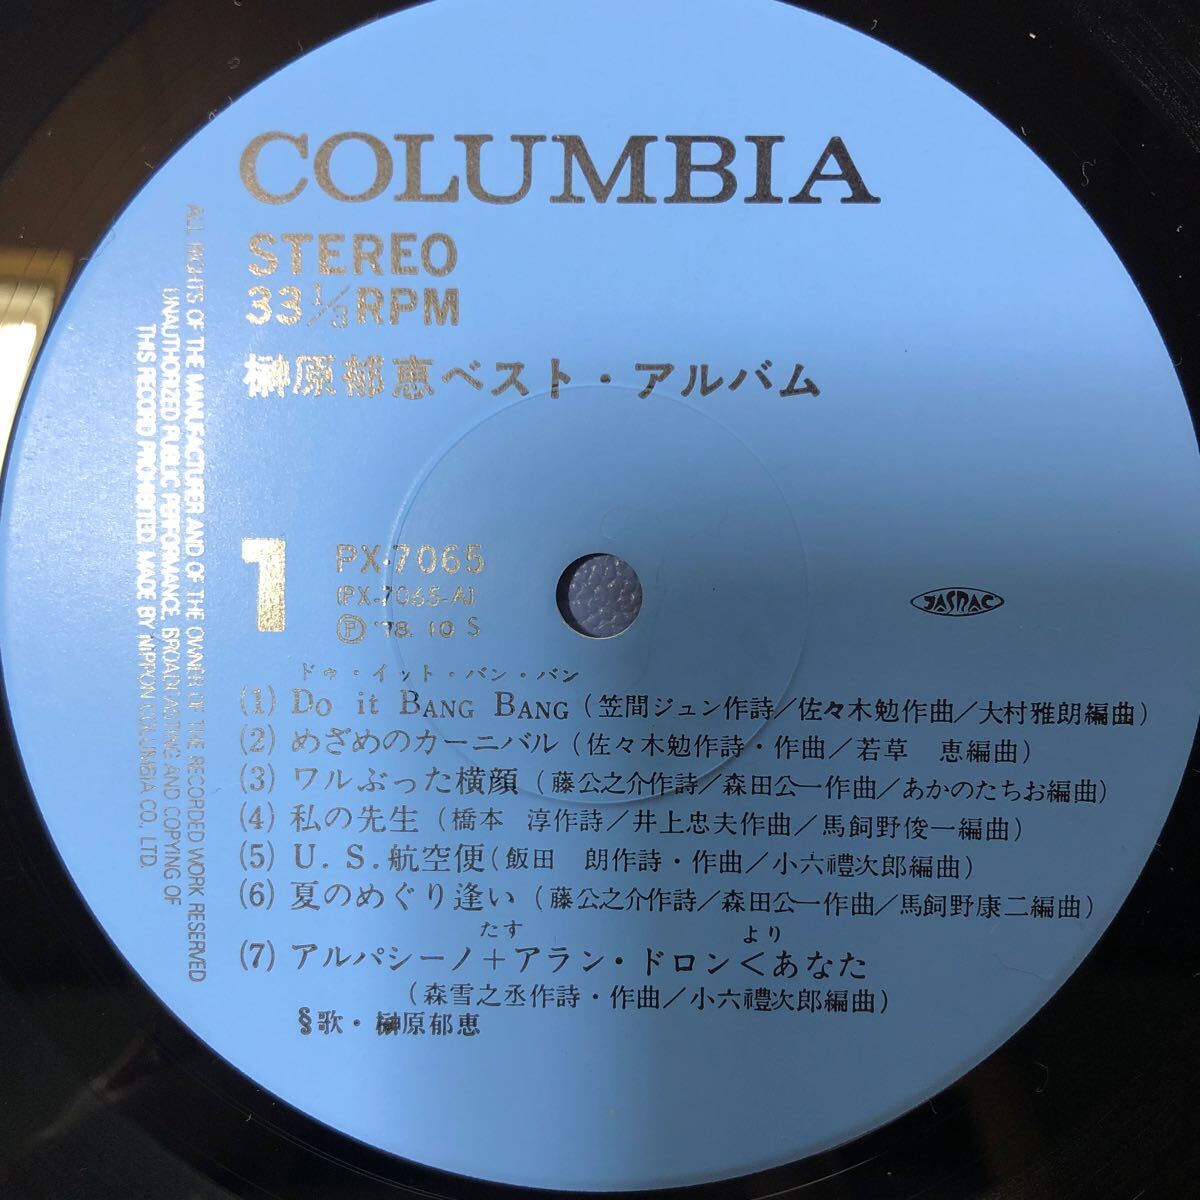 COLUMBIA
STEREO
33 1/3 RPM
榊原郁恵ベスト・アルバム
1
PX-7065
(PX-7065-A)
Ⓟ '78. 10 S
JASRAC
ドゥ・イット・バン・バン
(1) Do it BANG BANG (笠間ジュン作詩/佐々木勉作曲/大村雅朗編曲)
(2) めざめのカーニバル (佐々木勉作詩・作曲/若草 恵編曲)
(3) ワルぶった横顔 (藤公之介作詩/森田公一作曲/あかのたちお編曲)
(4) 私の先生 (橋本 淳作詩/井上忠夫作曲/馬飼野俊一編曲)
(5) U.S.航空便 (飯田 朗作詩・作曲/小六禮次郎編曲)
(6) 夏のめぐり逢い (藤公之介作詩/森田公一作曲/馬飼野康二編曲)
たす より
(7) アルパシーノ+アラン・ドロン<あなた
(森雪之丞作詩・作曲/小六禮次郎編曲)
§歌・榊原郁恵
ALL RIGHTS OF THE MANUFACTURER AND OF THE OWNER OF THE RECORDED WORK RESERVED
UNAUTHORIZED PUBLIC PERFORMANCE, BROADCASTING AND COPYING OF
THIS RECORD PROHIBITED MADE BY NIPPON COLUMBIA CO., LTD.